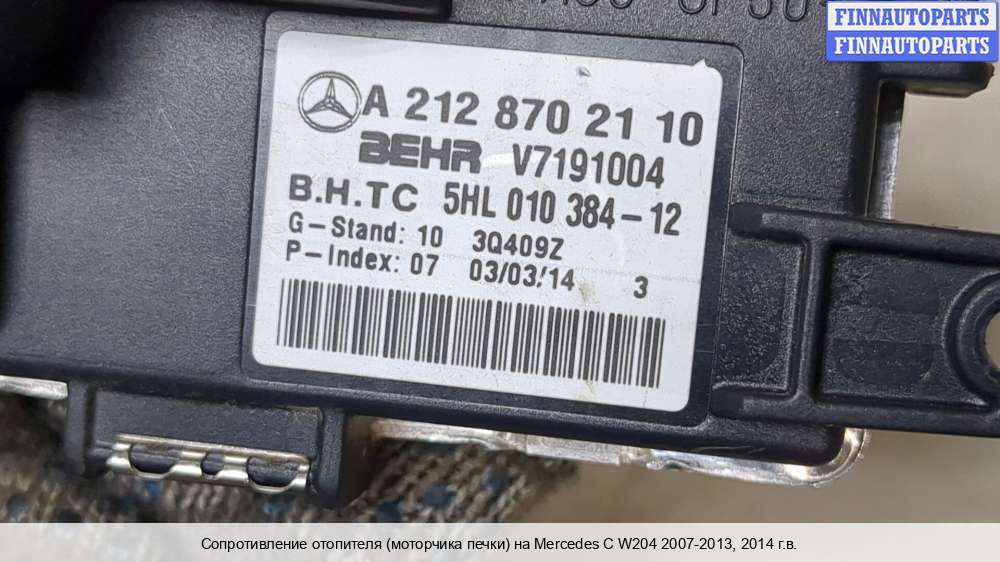 FINNAUTOPARTS
FINNAUTOPARTS
A 212 870 21 10
BEHR V7191004
B.H.TC 5HL 010 384-12
G-Stand: 10 3Q409Z
P-Index: 07 03/03/14 3
Сопротивление отопителя (моторчика печки) на Mercedes C W204 2007-2013, 2014 г.в.